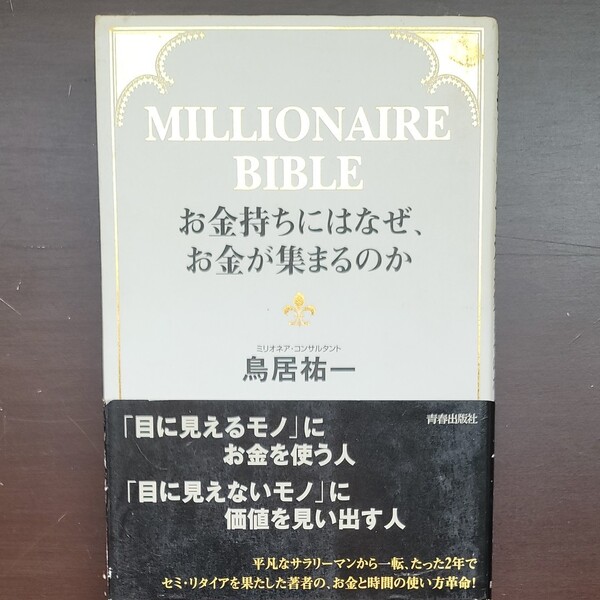 MILLIONAIRE
BIBLE
お金持ちにはなぜ、
お金が集まるのか
ミリオネア・コンサルタント
鳥居祐一
青春出版社
「目に見えるモノ」に
お金を使う人
「目に見えないモノ」に
価値を見い出す人
平凡なサラリーマンから一転、たった2年で
セミ・リタイアを果たした著者の、お金と時間の使い方革命!